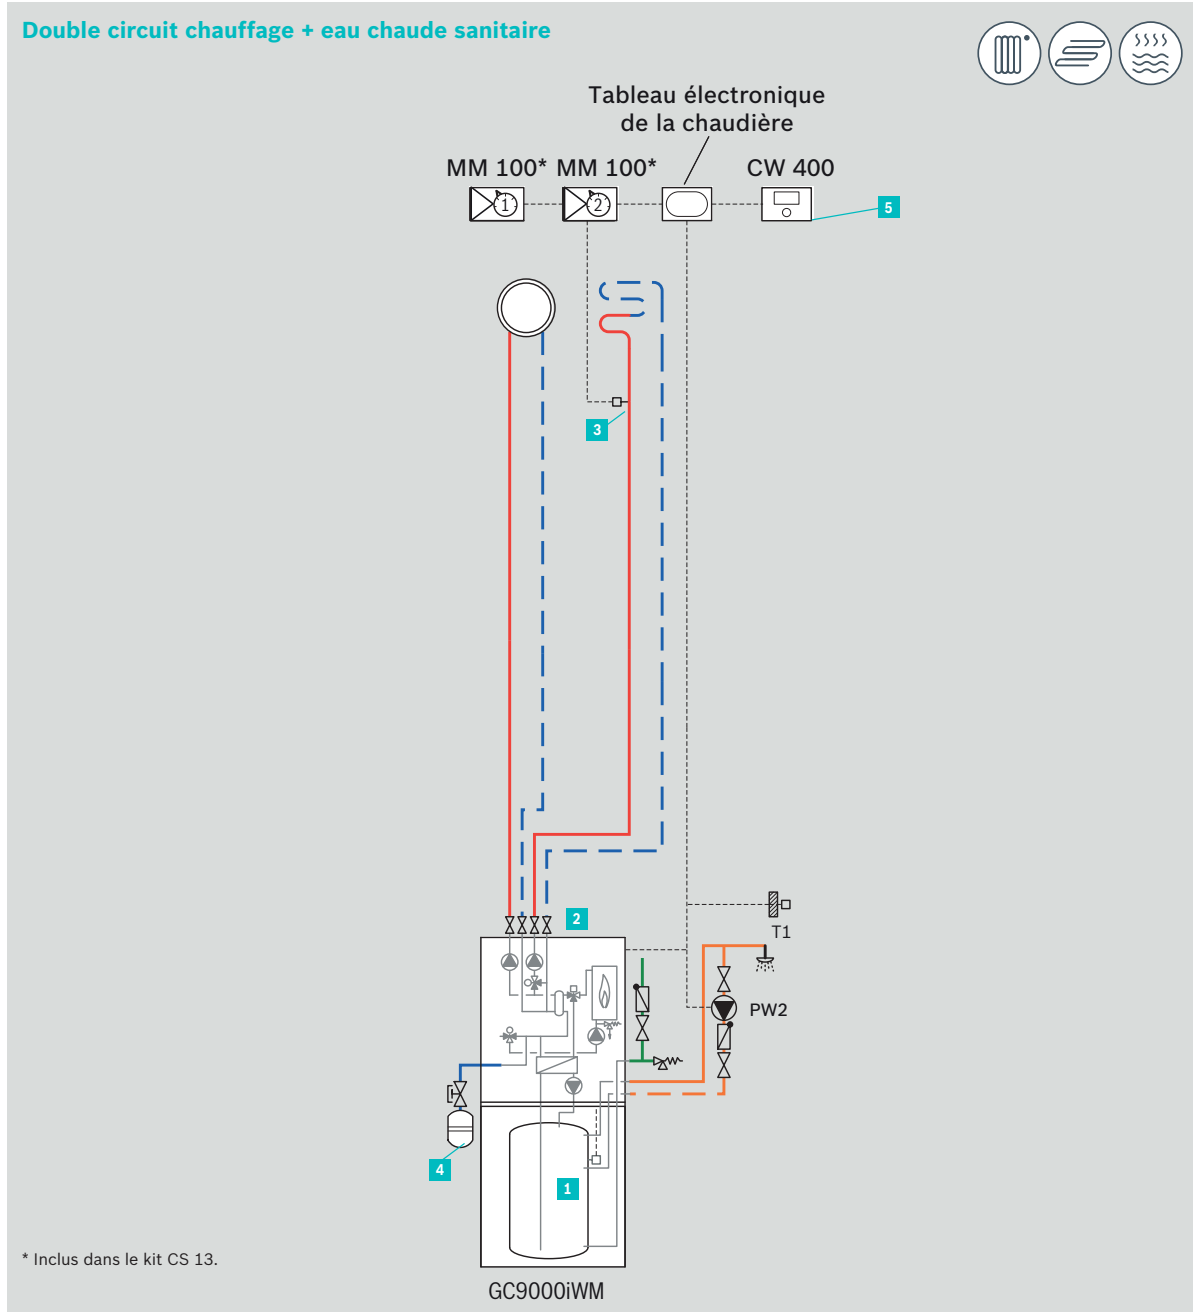 Double circuit chauffage + eau chaude sanitaire
Tableau électronique
de la chaudière
MM 100* MM 100* CW 400
1 2
5
3
2
T1
PW2
4
1
* Inclus dans le kit CS 13.
GC9000iWM